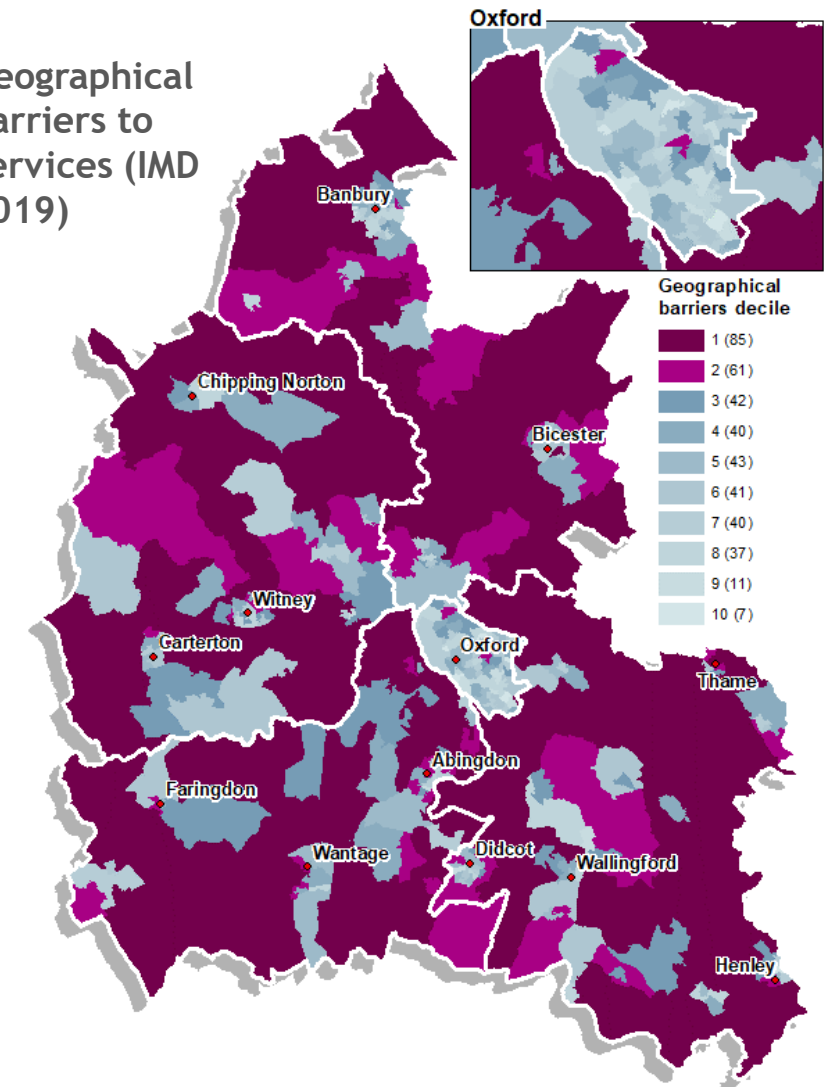 Oxford
eographical
arriers to
ervices (IMD
019)
Banbury
Geographical
barriers decile
1 (85)
2 (61)
3 (42)
4 (40)
5 (43)
6 (41)
7 (40)
8 (37)
9 (11)
10 (7)
Chipping Norton
Bicester
Witney
Carterton
Oxford
Thame
Abingdon
Faringdon
Wantage
Didcot
Wallingford
Henley